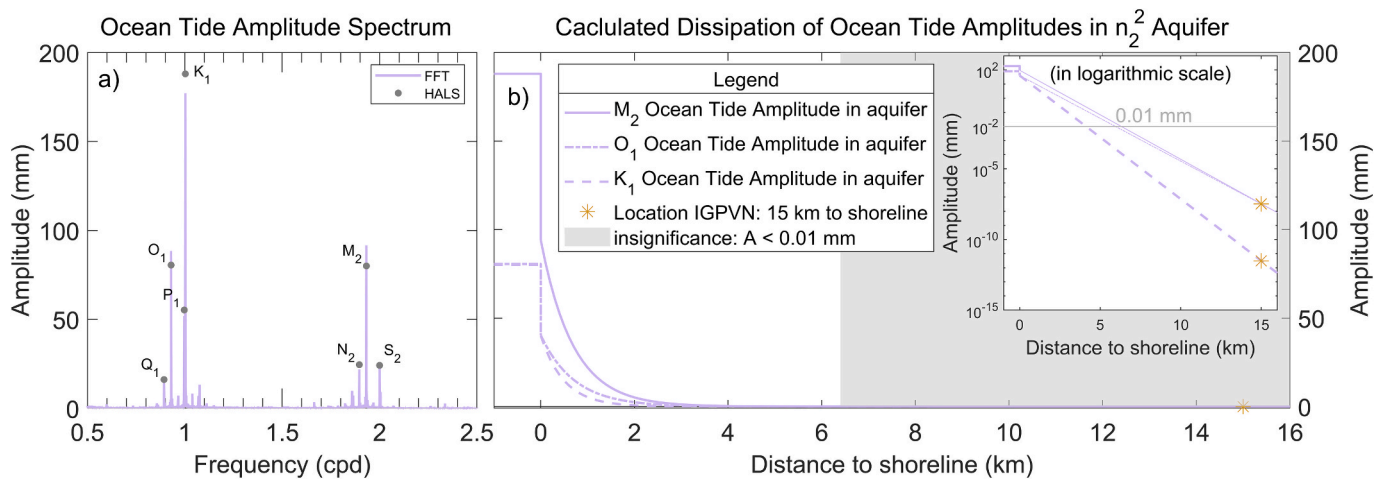 Ocean Tide Amplitude Spectrum
a)
K1
FFT
HALS
O1
P1
Q1
M2
N2
S2
200
150
100
50
0
Amplitude (mm)
0.5
1
1.5
2
2.5
Frequency (cpd)
Caclulated Dissipation of Ocean Tide Amplitudes in n₂² Aquifer
b)
Legend
M2 Ocean Tide Amplitude in aquifer
O1 Ocean Tide Amplitude in aquifer
K1 Ocean Tide Amplitude in aquifer
Location IGPVN: 15 km to shoreline
insignificance: A < 0.01 mm
(in logarithmic scale)
0.01 mm
10²
10⁻²
10⁻⁵
10⁻¹⁰
10⁻¹⁵
Amplitude (mm)
0
5
10
15
Distance to shoreline (km)
200
150
100
50
0
Amplitude (mm)
0
2
4
6
8
10
12
14
16
Distance to shoreline (km)